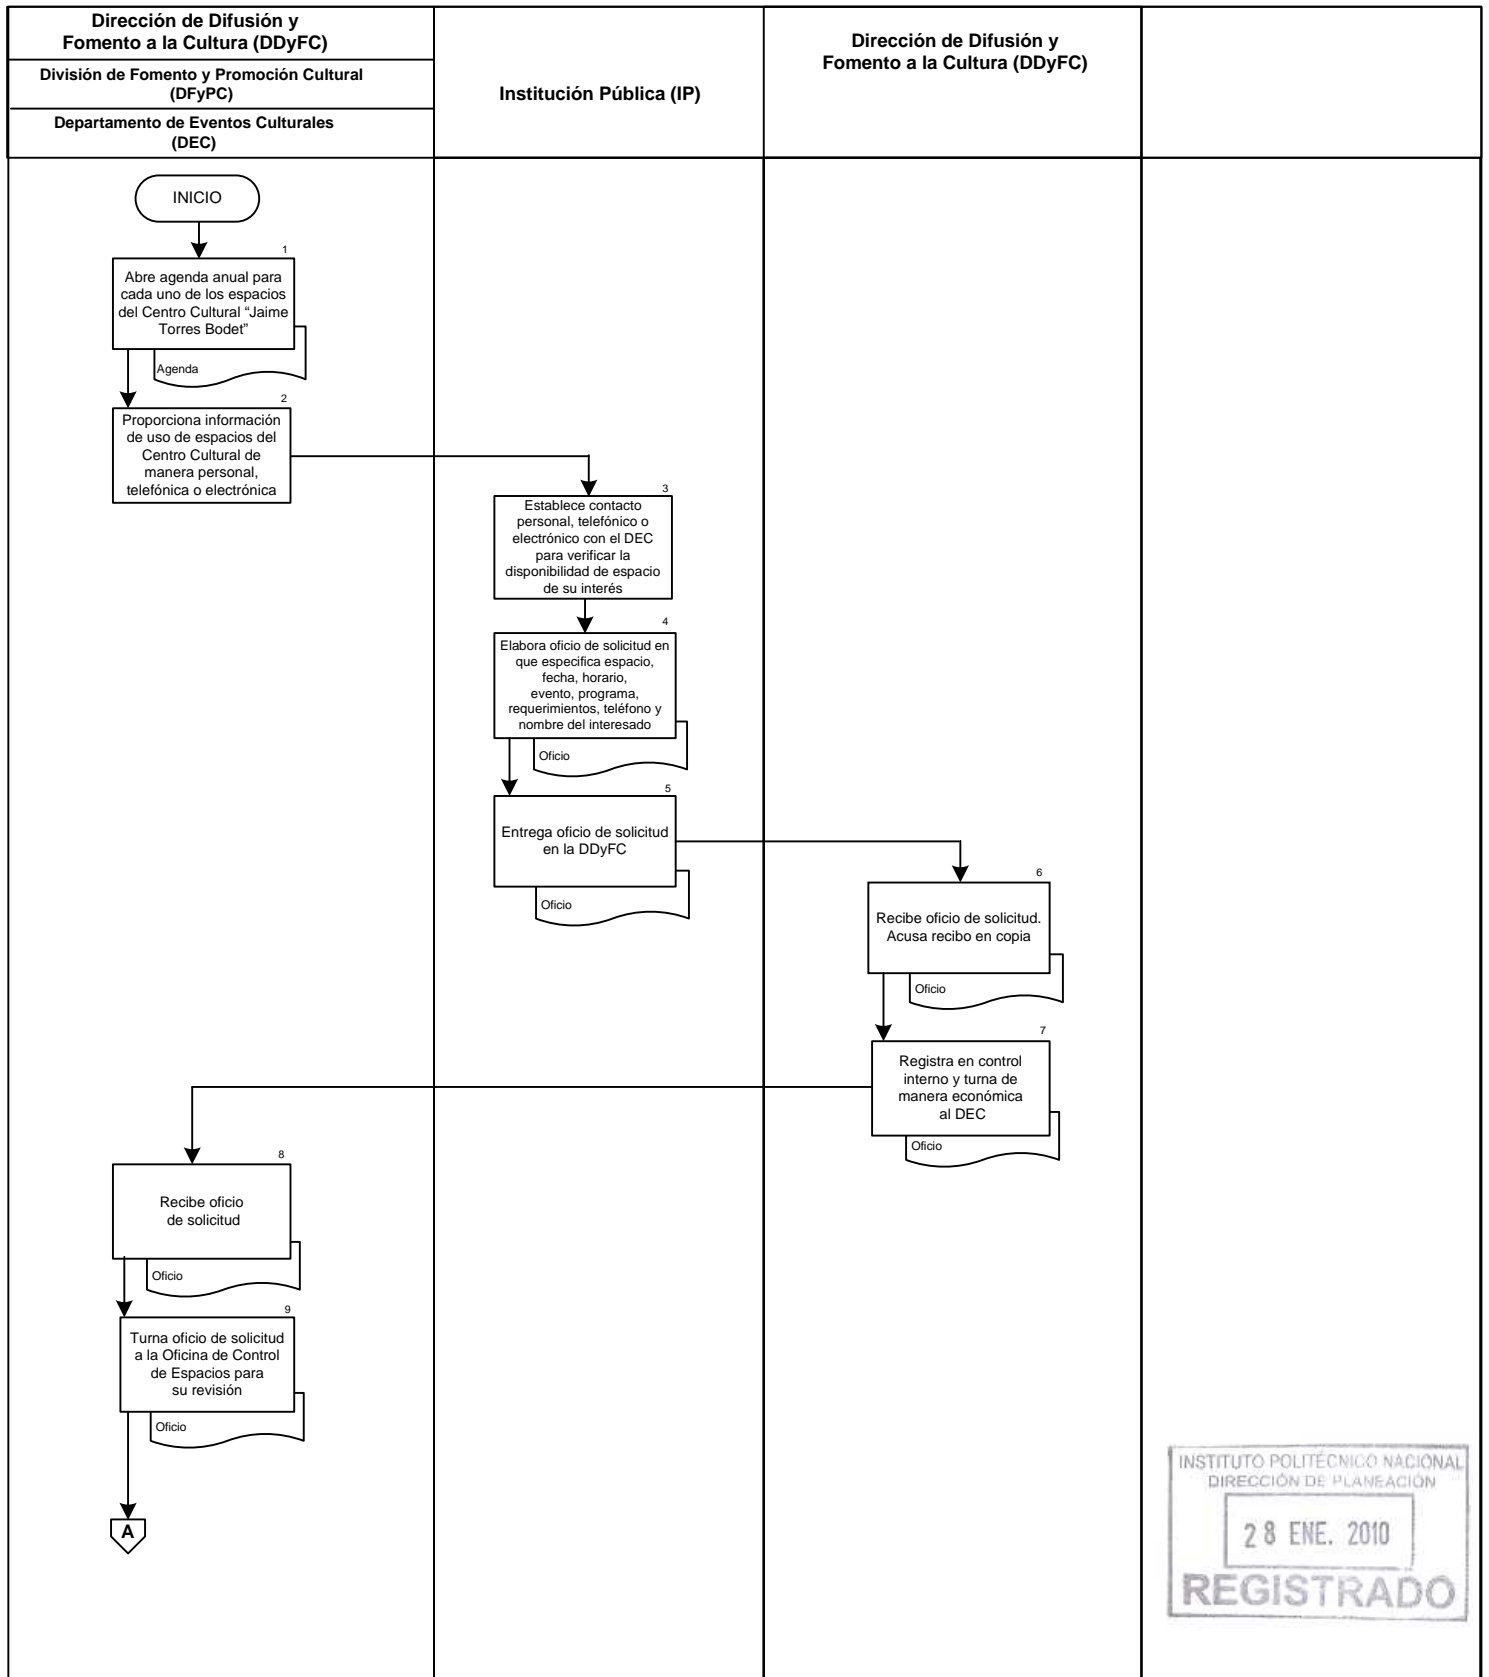 Dirección de Difusión y
Fomento a la Cultura (DDyFC)
División de Fomento y Promoción Cultural
(DFyPC)
Departamento de Eventos Culturales
(DEC)
Institución Pública (IP)
Dirección de Difusión y
Fomento a la Cultura (DDyFC)
INICIO
1
Abre agenda anual para
cada uno de los espacios
del Centro Cultural “Jaime
Torres Bodet”
Agenda
2
Proporciona información
de uso de espacios del
Centro Cultural de
manera personal,
telefónica o electrónica
3
Establece contacto
personal, telefónico o
electrónico con el DEC
para verificar la
disponibilidad de espacio
de su interés
4
Elabora oficio de solicitud en
que especifica espacio,
fecha, horario,
evento, programa,
requerimientos, teléfono y
nombre del interesado
Oficio
5
Entrega oficio de solicitud
en la DDyFC
Oficio
6
Recibe oficio de solicitud.
Acusa recibo en copia
Oficio
7
Registra en control
interno y turna de
manera económica
al DEC
Oficio
8
Recibe oficio
de solicitud
Oficio
9
Turna oficio de solicitud
a la Oficina de Control
de Espacios para
su revisión
Oficio
A
INSTITUTO POLITÉCNICO NACIONAL
DIRECCIÓN DE PLANEACIÓN
28 ENE. 2010
REGISTRADO